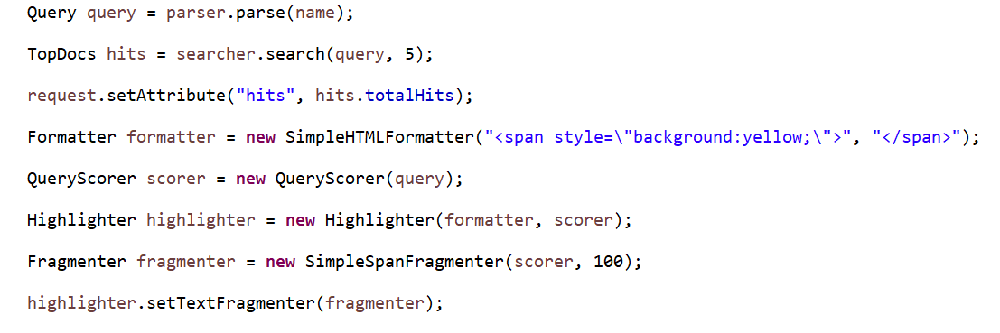 Query query = parser.parse(name);
TopDocs hits = searcher.search(query, 5);
request.setAttribute("hits", hits.totalHits);
Formatter formatter = new SimpleHTMLFormatter("<span style=\"background:yellow;\">", "</span>");
QueryScorer scorer = new QueryScorer(query);
Highlighter highlighter = new Highlighter(formatter, scorer);
Fragmenter fragmenter = new SimpleSpanFragmenter(scorer, 100);
highlighter.setTextFragmenter(fragmenter);